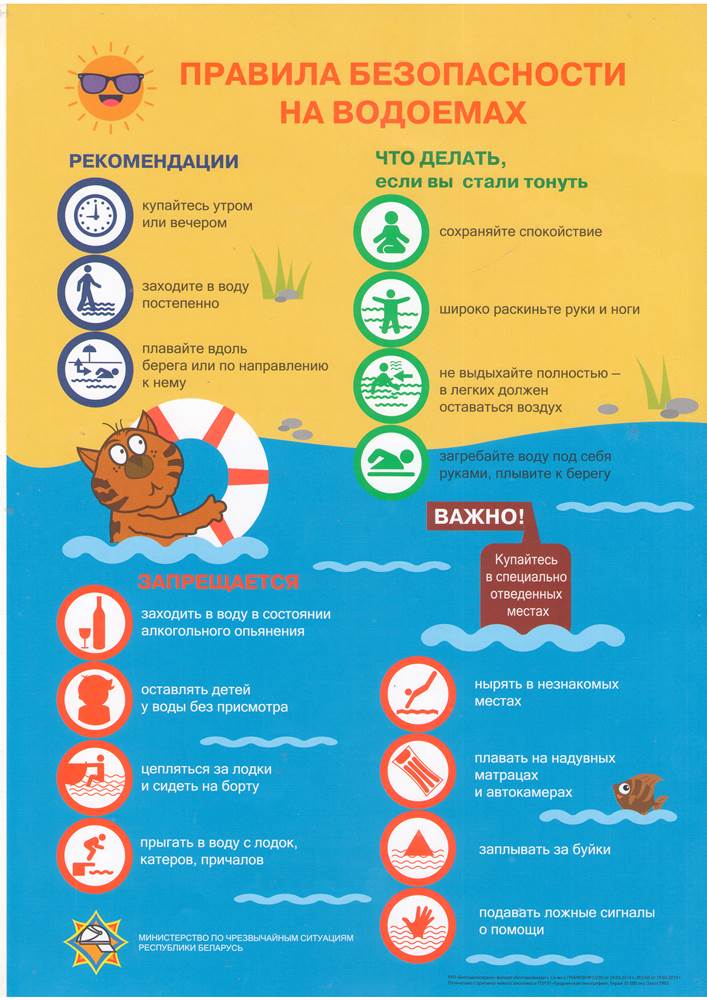 ПРАВИЛА БЕЗОПАСНОСТИ
НА ВОДОЕМАХ
РЕКОМЕНДАЦИИ
купайтесь утром
или вечером
заходите в воду
постепенно
плавайте вдоль
берега или по направлению
к нему
ЧТО ДЕЛАТЬ,
если вы стали тонуть
сохраняйте спокойствие
широко раскиньте руки и ноги
не выдыхайте полностью –
в легких должен
оставаться воздух
загребайте воду под себя
руками, плывите к берегу
ВАЖНО!
Купайтесь
в специально
отведенных
местах
ЗАПРЕЩАЕТСЯ
заходить в воду в состоянии
алкогольного опьянения
оставлять детей
у воды без присмотра
цепляться за лодки
и сидеть на борту
прыгать в воду с лодок,
катеров, причалов
нырять в незнакомых
местах
плавать на надувных
матрацах
и автокамерах
заплывать за буйки
подавать ложные сигналы
о помощи
МИНИСТЕРСТВО ПО ЧРЕЗВЫЧАЙНЫМ СИТУАЦИЯМ
РЕСПУБЛИКИ БЕЛАРУСЬ